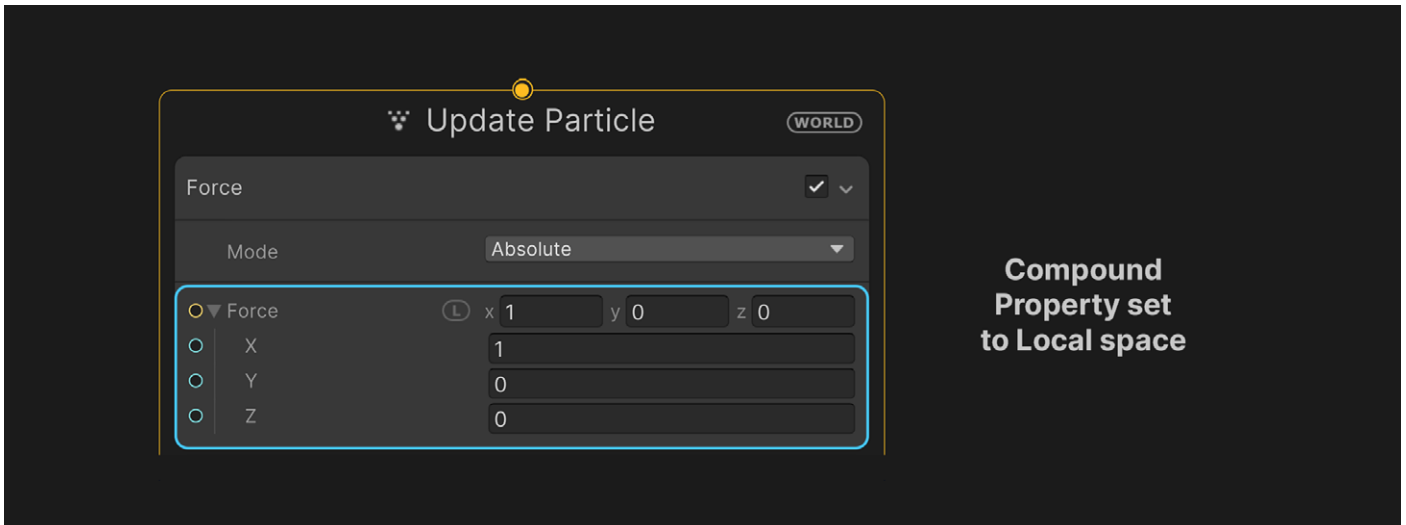 Update Particle
WORLD
Force
Mode
Absolute
Force
L
x 1
y 0
z 0
X
1
Y
0
Z
0
Compound
Property set
to Local space